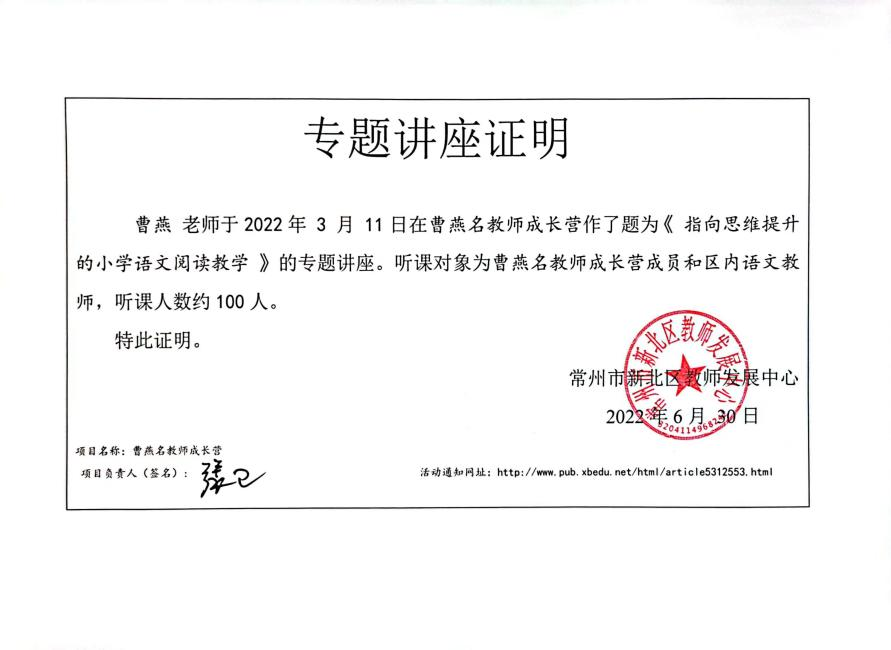 专题讲座证明
曹燕 老师于 2022 年 3 月 11 日在曹燕名教师成长营作了题为《 指向思维提升
的小学语文阅读教学 》的专题讲座。听课对象为曹燕名教师成长营成员和区内语文教
师，听课人数约 100 人。
特此证明。
常州市新北区教师发展中心
常州市新北区教师发展中心
2022 年 6 月 30 日
项目名称：曹燕名教师成长营
项目负责人（签名）：
活动通知网址：http://www.pub.xbedu.net/html/article5312553.html